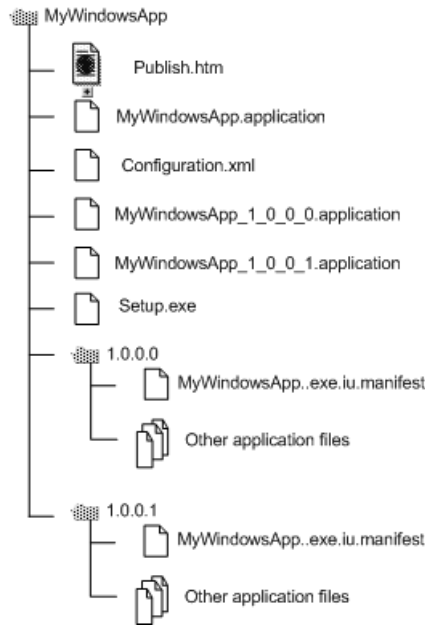 MyWindowsApp
Publish.htm
MyWindowsApp.application
Configuration.xml
MyWindowsApp_1_0_0_0.application
MyWindowsApp_1_0_0_1.application
Setup.exe
1.0.0.0
MyWindowsApp..exe.iu.manifest
Other application files
1.0.0.1
MyWindowsApp..exe.iu.manifest
Other application files